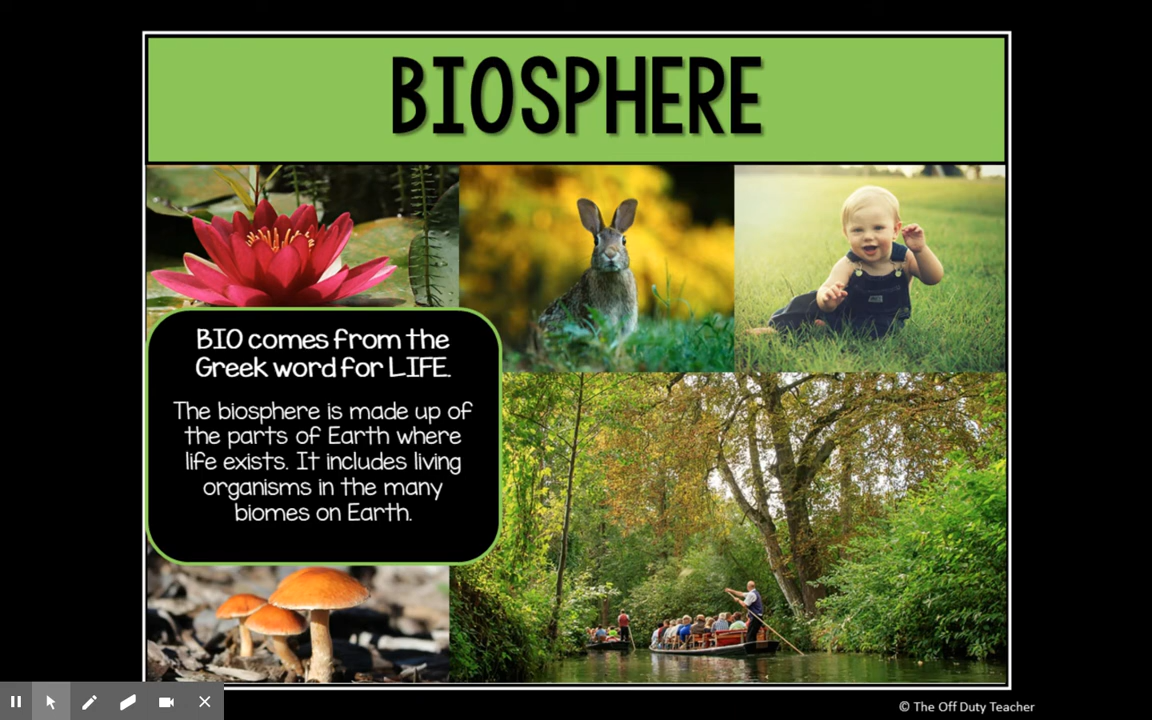 BIOSPHERE
BIO comes from the
Greek word for LIFE.
The biosphere is made up of
the parts of Earth where
life exists. It includes living
organisms in the many
biomes on Earth.
© The Off Duty Teacher